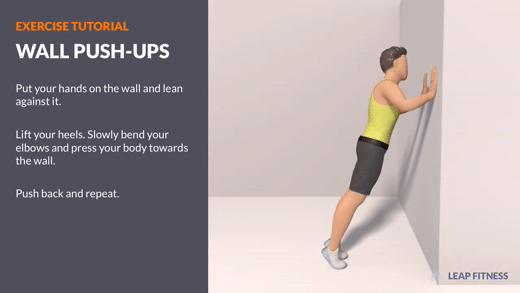 EXERCISE TUTORIAL
WALL PUSH-UPS
Put your hands on the wall and lean
against it.
Lift your heels. Slowly bend your
elbows and press your body towards
the wall.
Push back and repeat.
LEAP FITNESS